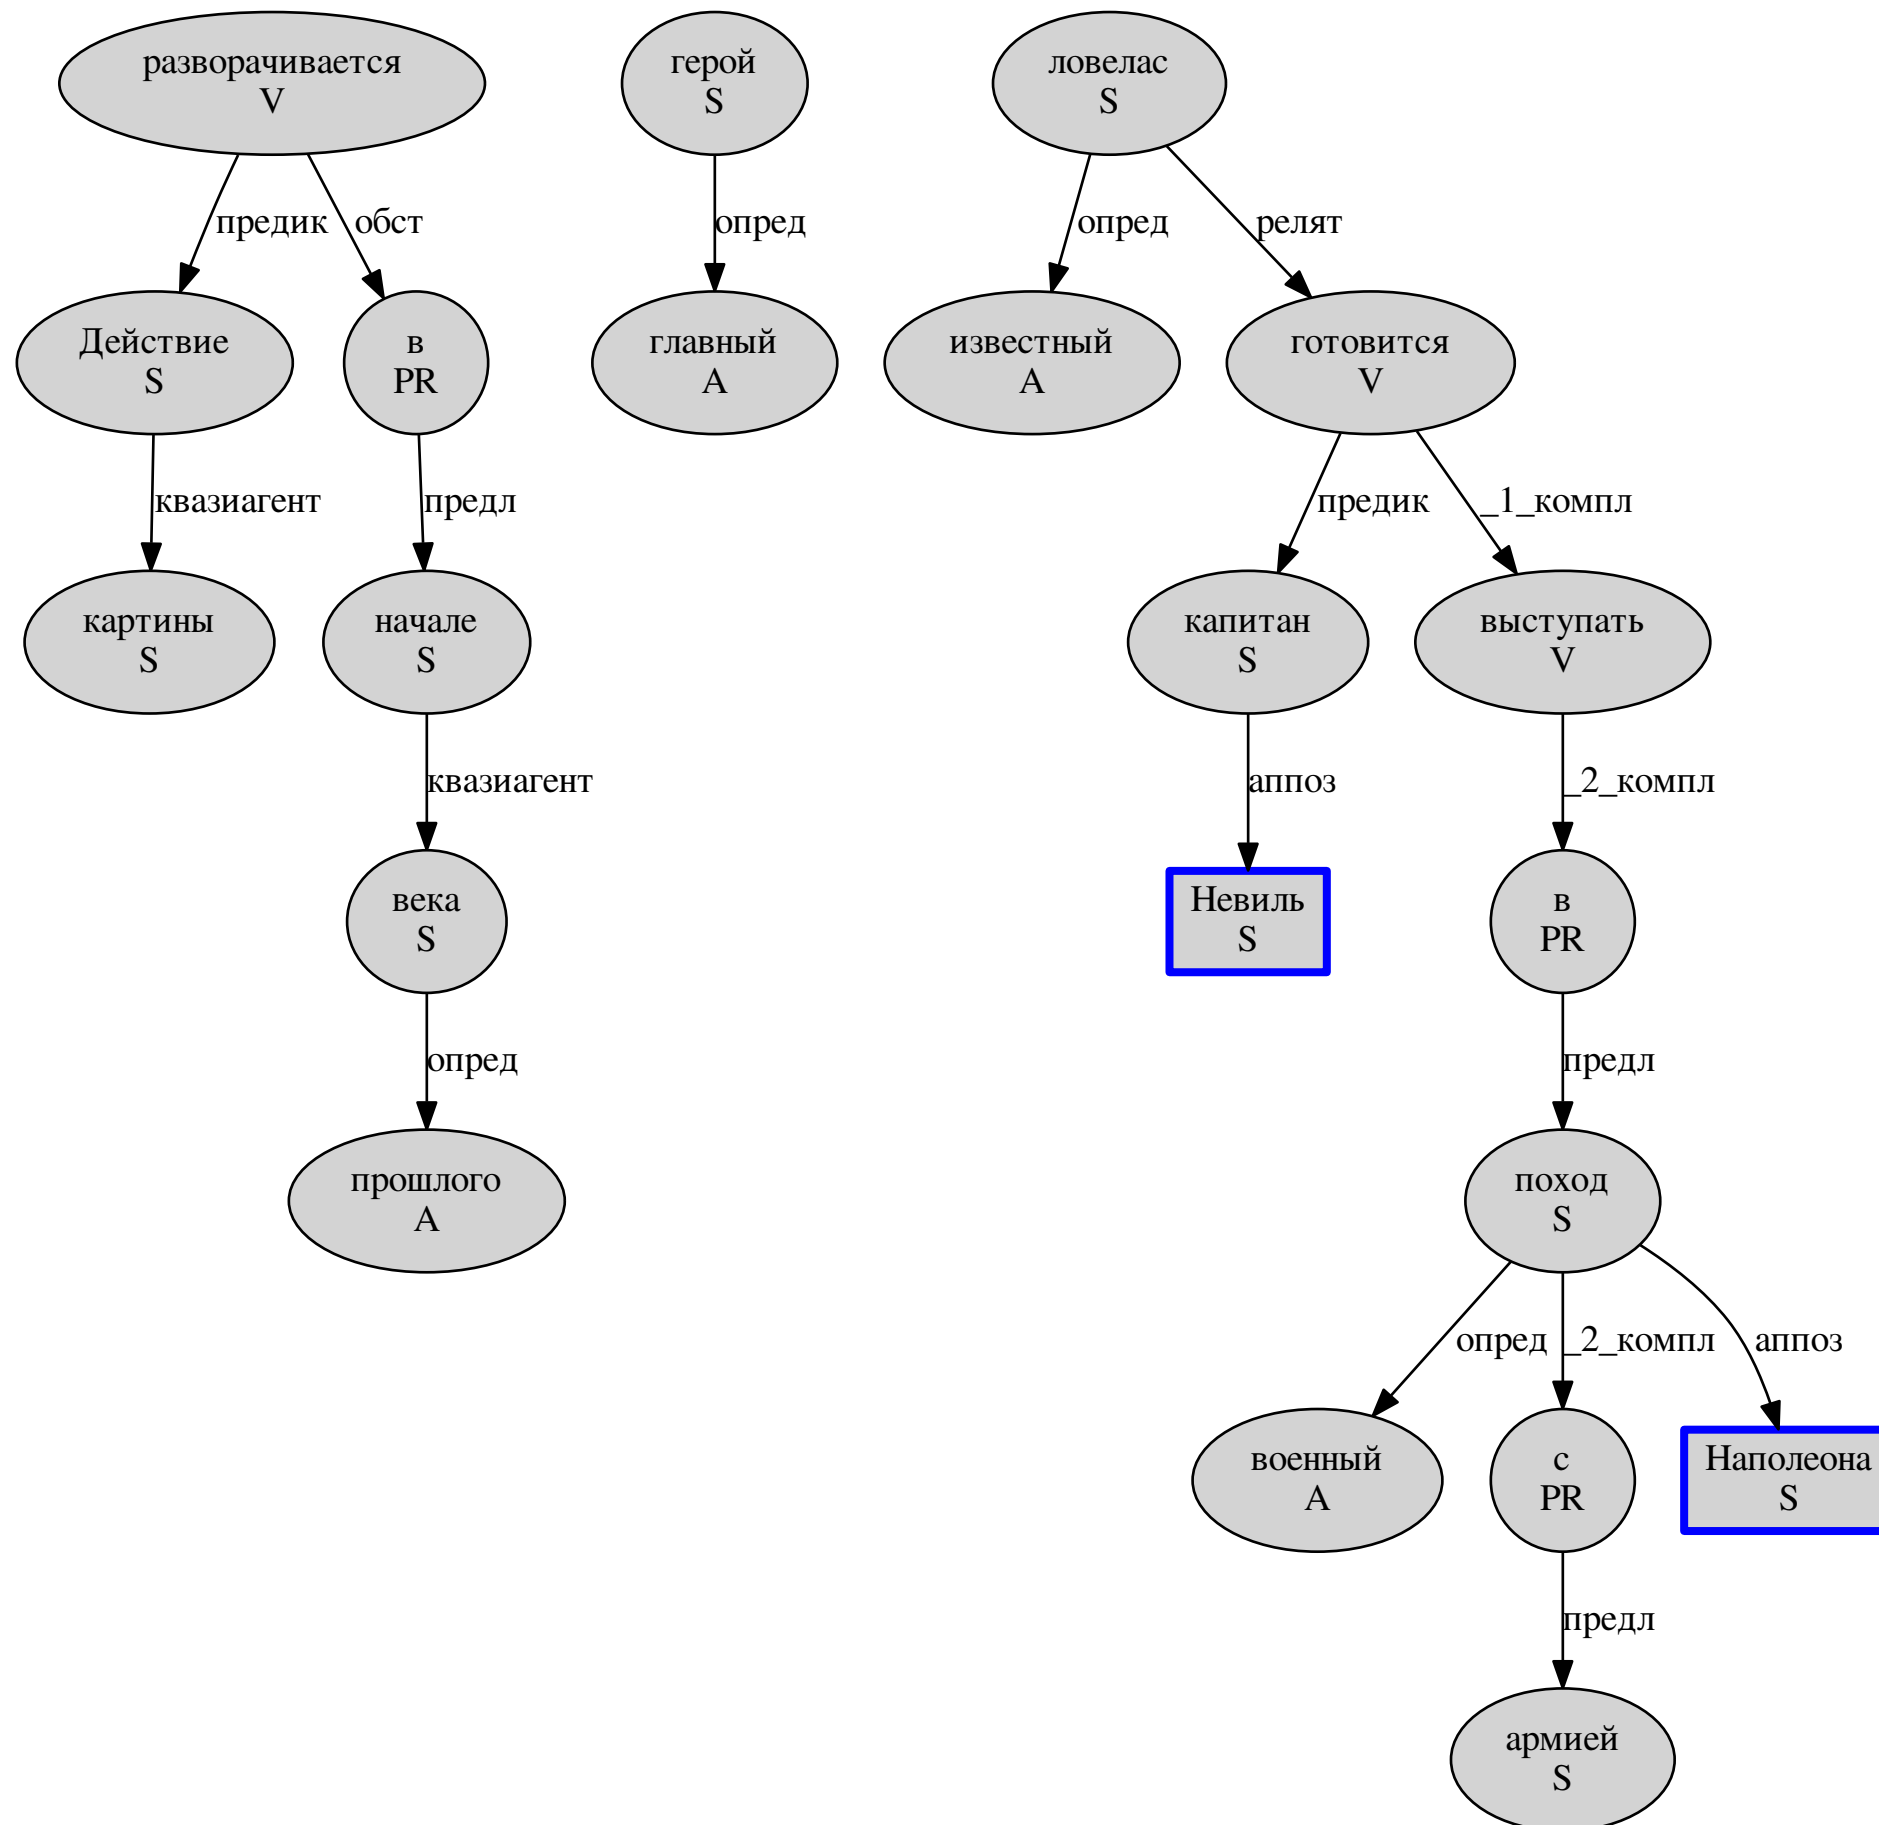 разворачивается
V
герой
S
ловелас
S
предик
обст
опред
опред
релят
Действие
S
в
PR
главный
A
известный
A
готовится
V
квазиагент
предл
предик
_1_компл
картины
S
начале
S
капитан
S
выступать
V
квазиагент
аппоз
_2_компл
века
S
Невиль
S
в
PR
опред
предл
прошлого
A
поход
S
опред
_2_компл
аппоз
военный
A
с
PR
Наполеона
S
предл
армией
S